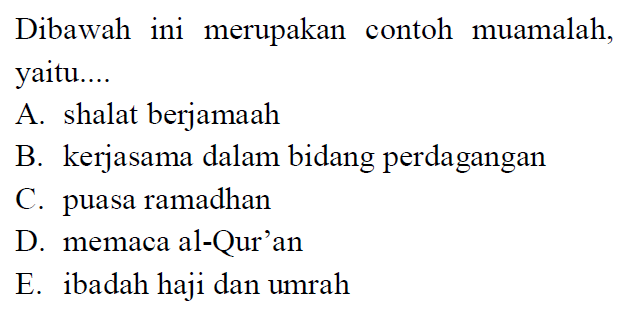 Dibawah ini merupakan contoh muamalah,
yaitu....
A. shalat berjamaah
B. kerjasama dalam bidang perdagangan
C. puasa ramadhan
D. memaca al-Qur'an
E. ibadah haji dan umrah